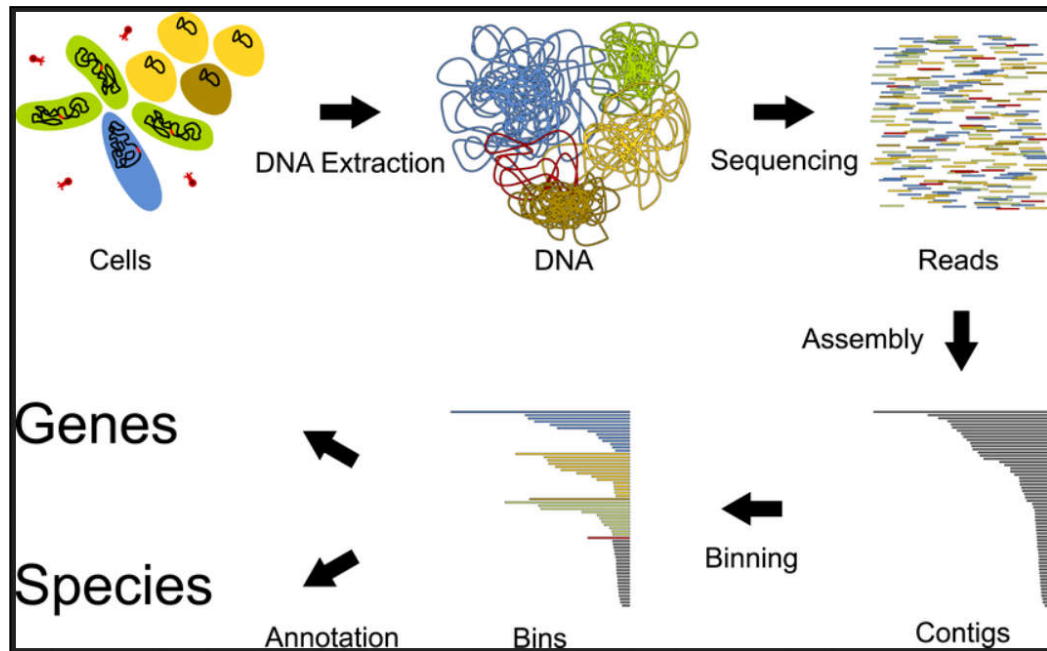 DNA Extraction
Sequencing
Cells
DNA
Reads
Assembly
Genes
Binning
Species
Annotation
Bins
Contigs